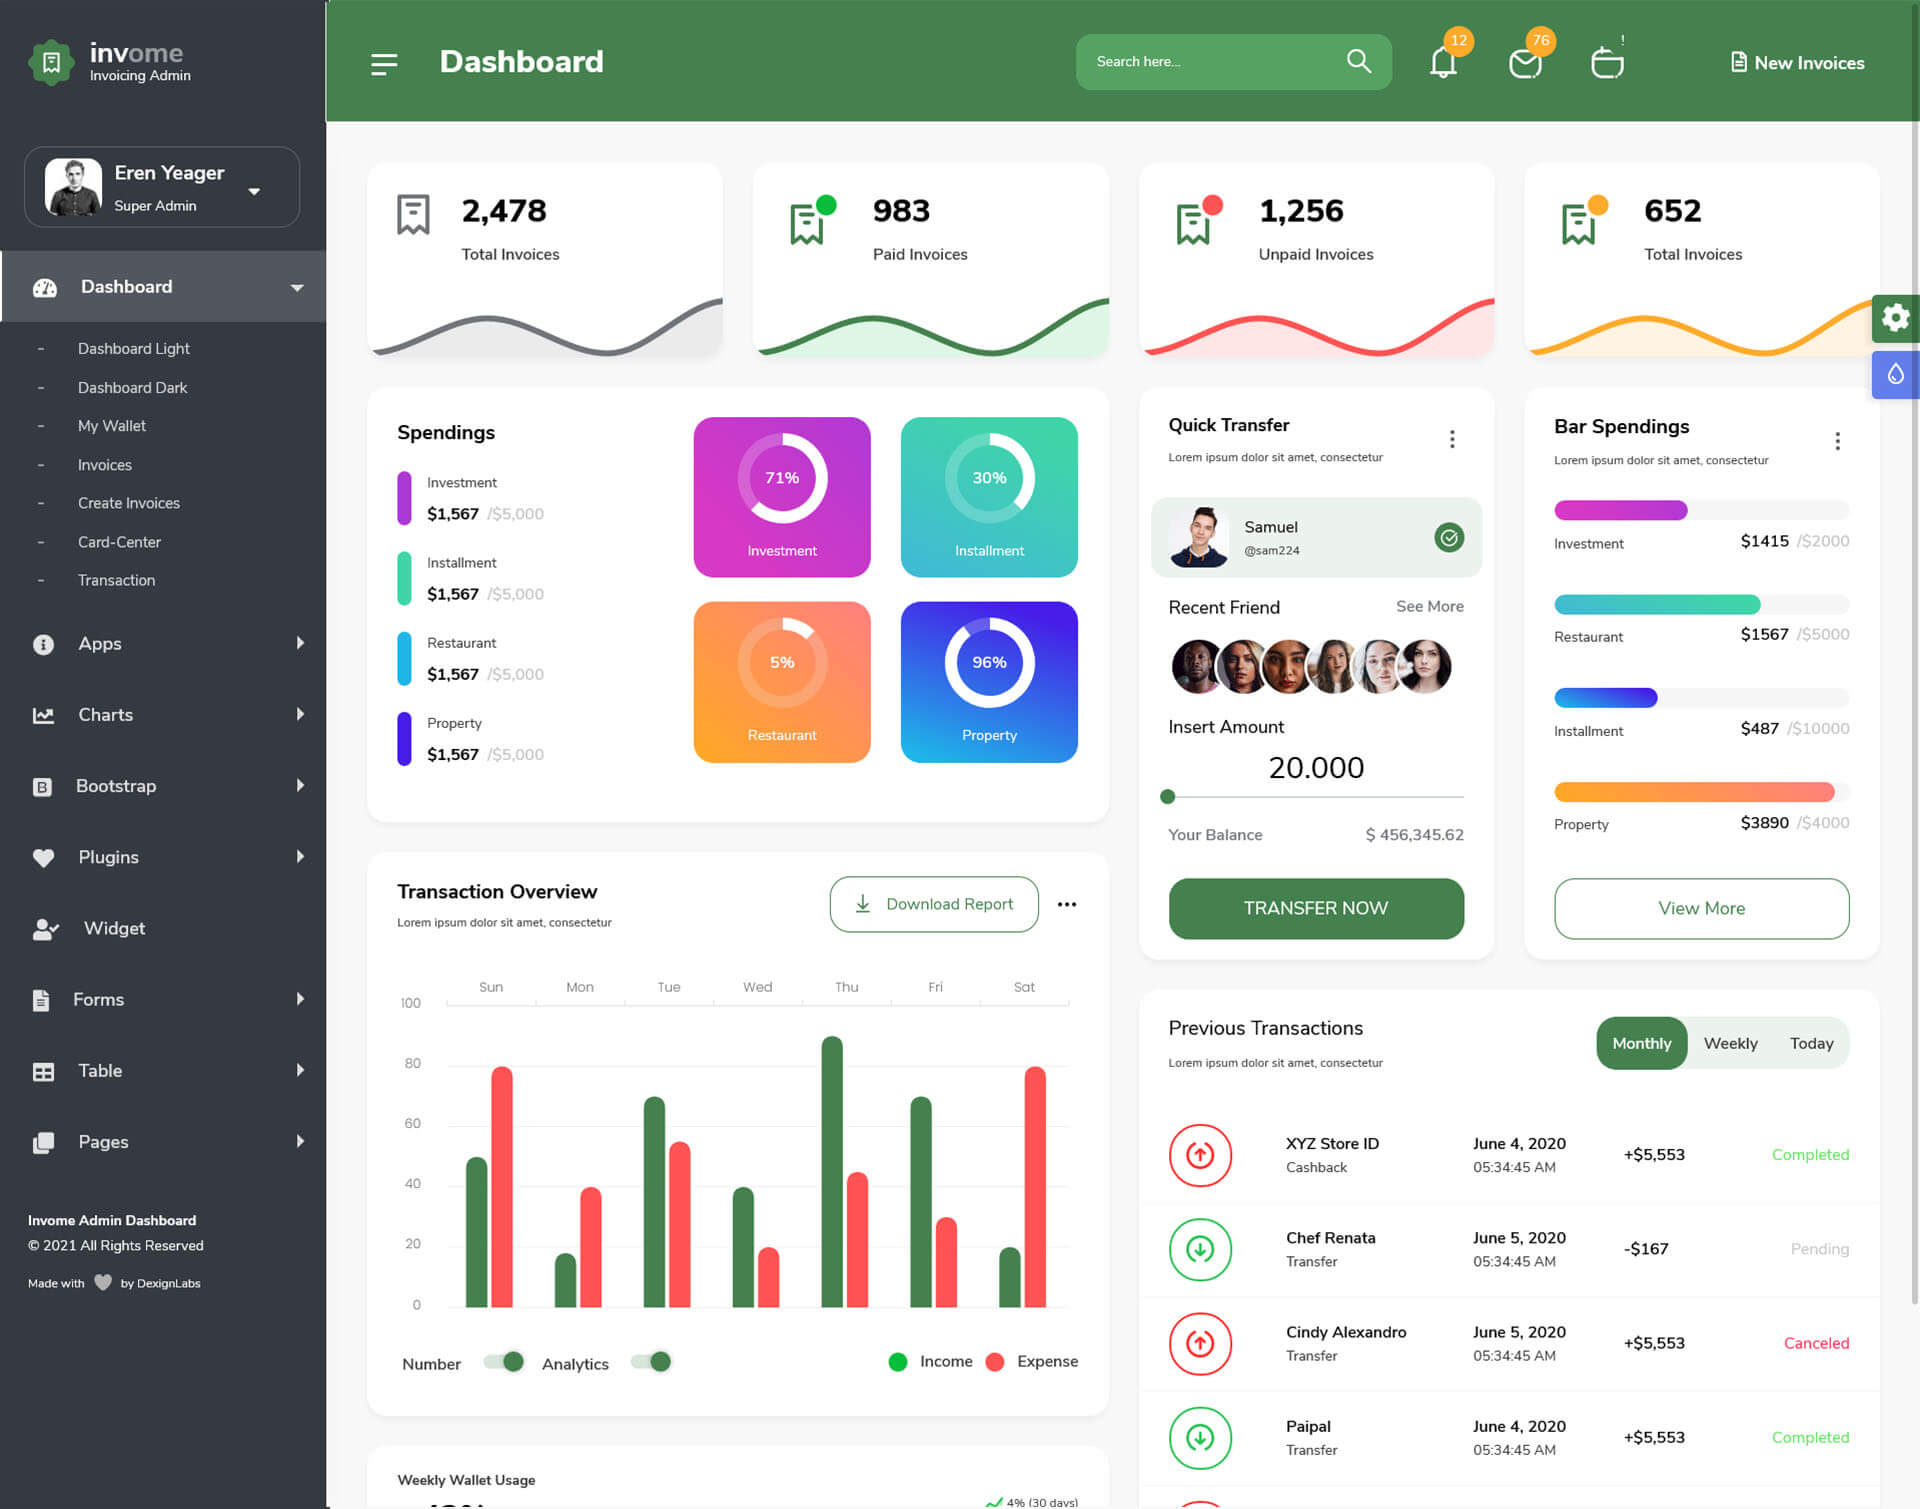 invome
Invoicing Admin
Dashboard
Search here...
12
76
!
New Invoices
Eren Yeager
Super Admin
Dashboard
- Dashboard Light
- Dashboard Dark
- My Wallet
- Invoices
- Create Invoices
- Card-Center
- Transaction
Apps
Charts
Bootstrap
Plugins
Widget
Forms
Table
Pages
Invome Admin Dashboard
© 2021 All Rights Reserved
Made with by DexignLabs
2,478
Total Invoices
983
Paid Invoices
1,256
Unpaid Invoices
652
Total Invoices
Spendings
Investment
$1,567 /$5,000
Installment
$1,567 /$5,000
Restaurant
$1,567 /$5,000
Property
$1,567 /$5,000
71%
Investment
30%
Installment
5%
Restaurant
96%
Property
Quick Transfer
Lorem ipsum dolor sit amet, consectetur
Samuel
@sam224
Recent Friend See More
Insert Amount
20.000
Your Balance $ 456,345.62
TRANSFER NOW
Bar Spendings
Lorem ipsum dolor sit amet, consectetur
Investment $1415 /$2000
Restaurant $1567 /$5000
Installment $487 /$10000
Property $3890 /$4000
View More
Transaction Overview
Lorem ipsum dolor sit amet, consectetur
Download Report
Sun Mon Tue Wed Thu Fri Sat
100
80
60
40
20
0
Number Analytics Income Expense
Previous Transactions
Lorem ipsum dolor sit amet, consectetur
Monthly Weekly Today
XYZ Store ID June 4, 2020 +$5,553 Completed
Cashback 05:34:45 AM
Chef Renata June 5, 2020 -$167 Pending
Transfer 05:34:45 AM
Cindy Alexandro June 5, 2020 +$5,553 Canceled
Transfer 05:34:45 AM
Paipal June 4, 2020 +$5,553 Completed
Transfer 05:34:45 AM
Weekly Wallet Usage
4% (30 days)